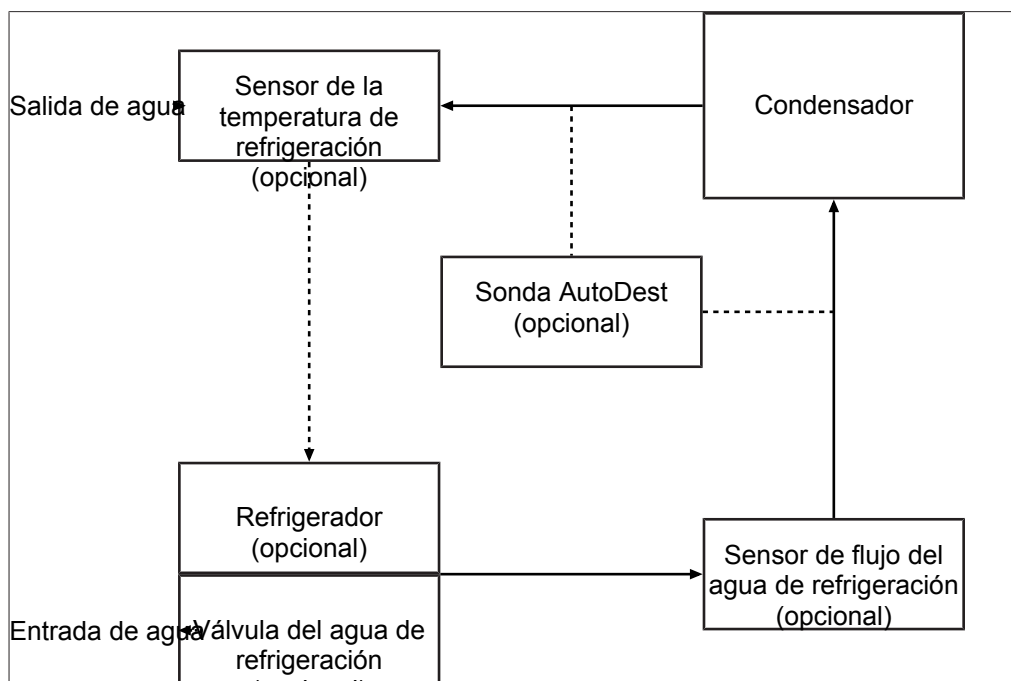 Salida de agua
Sensor de la
temperatura de
refrigeración
(opcional)
Condensador
Sonda AutoDest
(opcional)
Refrigerador
(opcional)
Sensor de flujo del
agua de refrigeración
(opcional)
Entrada de agua
Válvula del agua de
refrigeración